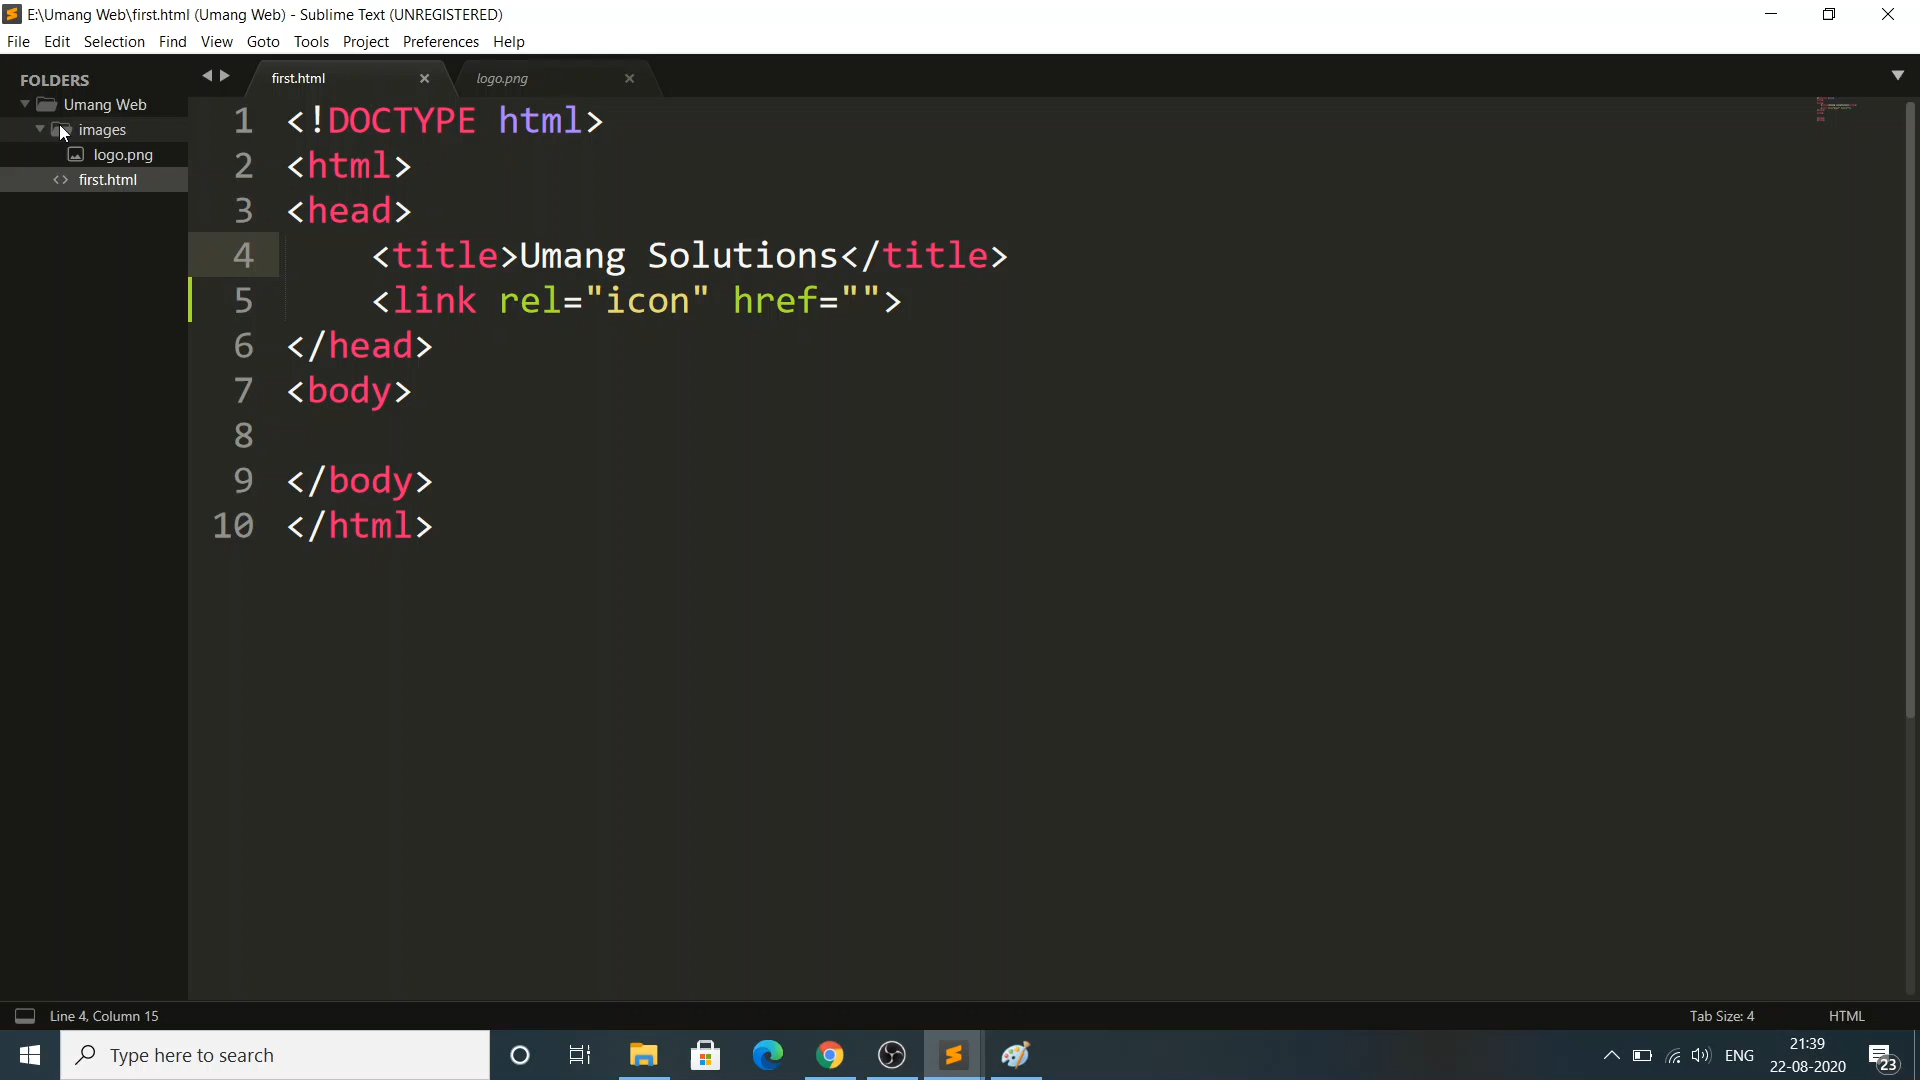 E:\Umang Web\first.html (Umang Web) - Sublime Text (UNREGISTERED)
File Edit Selection Find View Goto Tools Project Preferences Help
FOLDERS
Umang Web
images
logo.png
first.html
first.html
logo.png
1 <!DOCTYPE html>
2 <html>
3 <head>
4 <title>Umang Solutions</title>
5 <link rel="icon" href="">
6 </head>
7 <body>
8
9 </body>
10 </html>
Line 4, Column 15
Tab Size: 4
HTML
Type here to search
ENG
21:39
22-08-2020
23